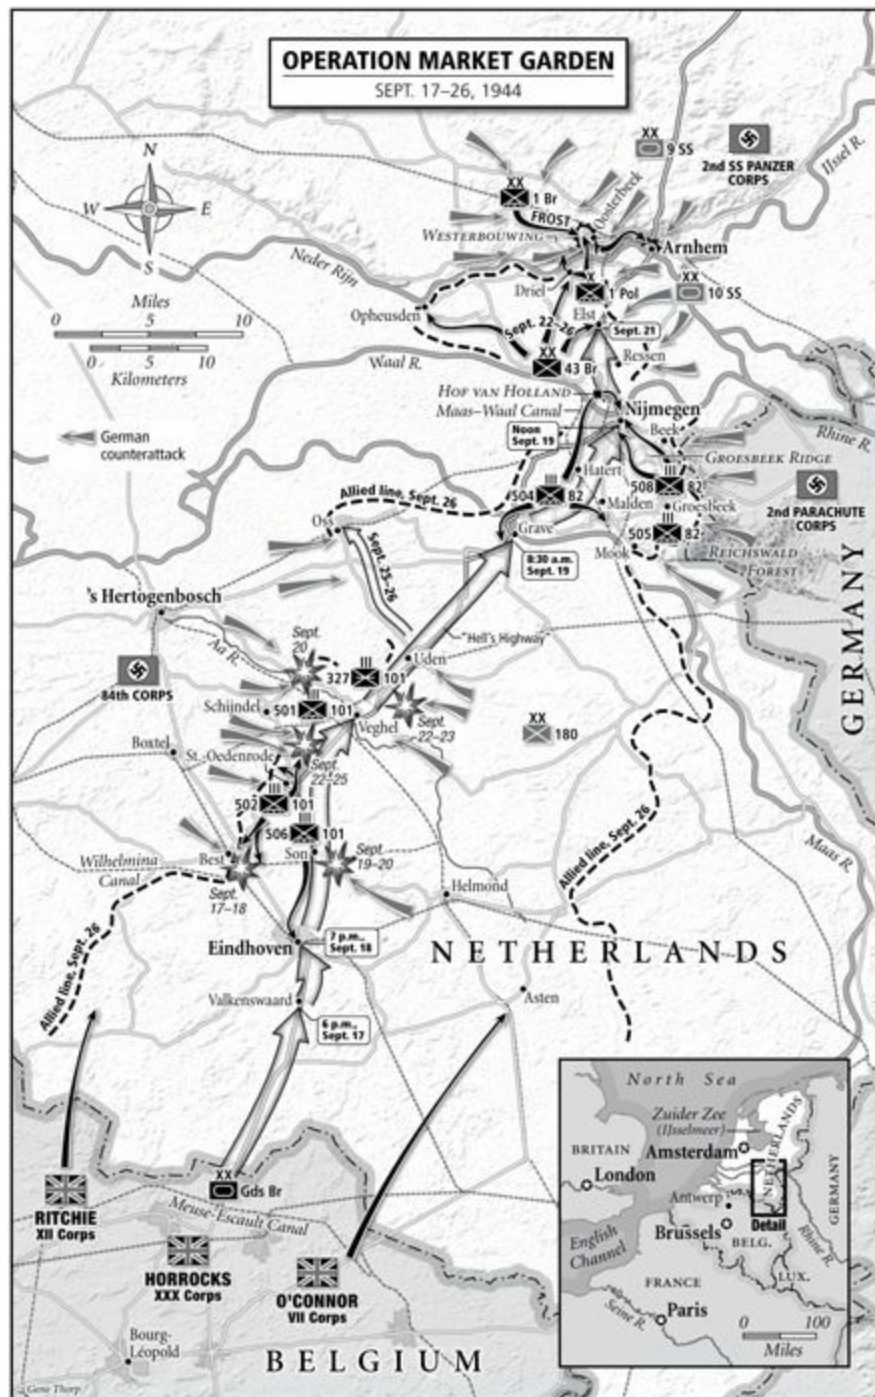 OPERATION MARKET GARDEN
SEPT. 17–26, 1944
XX
9 SS
2nd SS PANZER
CORPS
IJssel R.
N
W
E
S
XX
1 Br
FROST
Oosterbeek
WESTERBOUWING
Arnhem
Neder Rijn
Miles
0 5 10
0 5 10
Kilometers
Driel
X
1 Pol
XX
10 SS
Opheusden
Sept. 22–26
Elst
Sept. 21
Ressen
XX
43 Br
Waal R.
HOF VAN HOLLAND
Maas–Waal Canal
Nijmegen
Noon
Sept. 19
Beek
Rhine R.
German
counterattack
GROESBEEK RIDGE
Hatert
III
504 82
III
508 82
2nd PARACHUTE
CORPS
Allied line, Sept. 26
Malden
Groesbeek
III
505 82
Oss
Grave
Mook
REICHSWALD
FOREST
8:30 a.m.
Sept. 19
Sept. 25–26
GERMANY
's Hertogenbosch
Aa R.
Hell's Highway
Sept.
20
Uden
III
327 101
84th CORPS
Schijndel
III
501 101
Veghel
Sept.
22–23
XX
180
Boxtel
St. Oedenrode
Sept.
22–25
III
502 101
III
506 101
Best
Son
Sept.
19–20
Wilhelmina
Canal
Sept.
17–18
Helmond
Allied line, Sept. 26
Maas R.
Allied line, Sept. 26
Eindhoven
7 p.m.,
Sept. 18
NETHERLANDS
Valkenswaard
Asten
6 p.m.,
Sept. 17
XX
Gds Br
RITCHIE
XII Corps
Meuse-Escault Canal
HORROCKS
XXX Corps
O'CONNOR
VII Corps
Bourg-
Léopold
BELGIUM
Gene Thorp
North Sea
Zuider Zee
(IJsselmeer)
BRITAIN
Amsterdam
NETHERLANDS
London
GERMANY
Antwerp
Detail
Brussels
English
Channel
BELG.
Rhine R.
LUX.
FRANCE
Seine R.
Paris
0 100
Miles